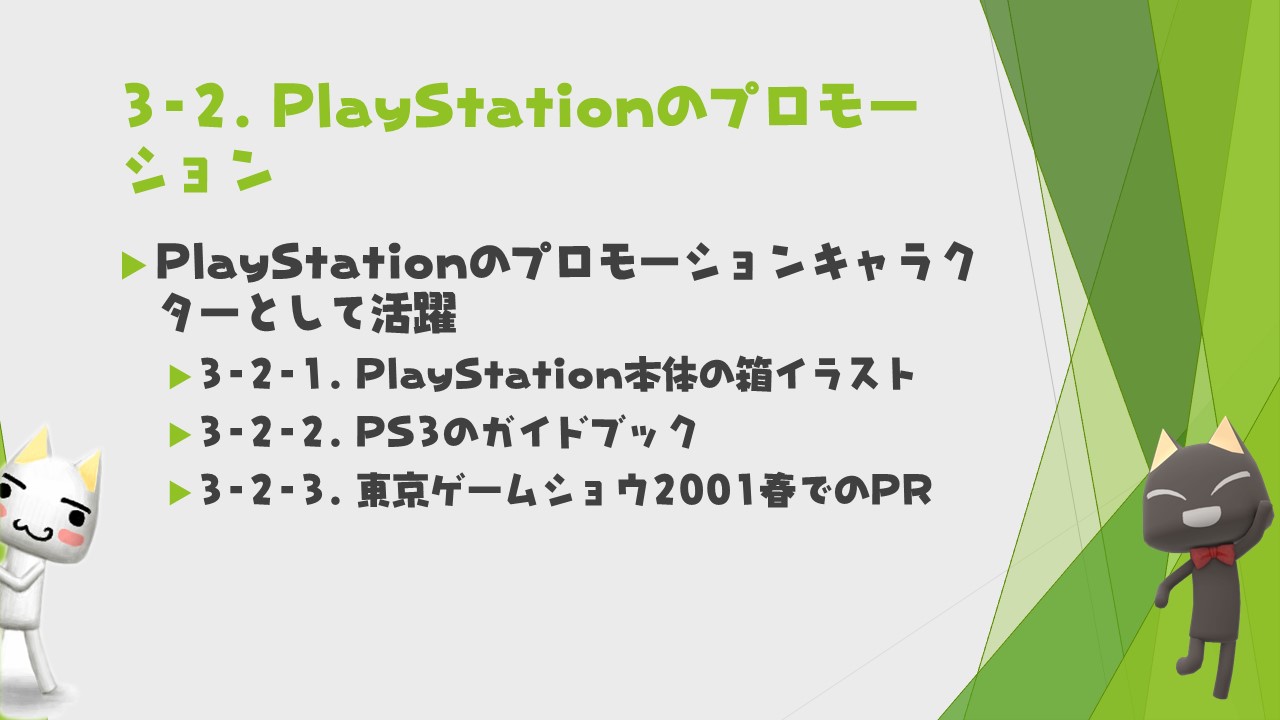 3-2. PlayStationのプロモー
ション
PlayStationのプロモーションキャラク
ターとして活躍
3-2-1. PlayStation本体の箱イラスト
3-2-2. PS3のガイドブック
3-2-3. 東京ゲームショウ2001春でのPR